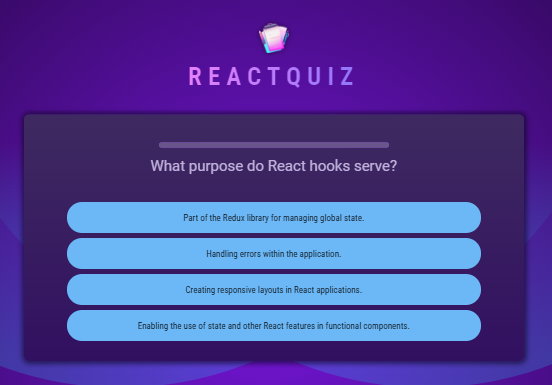 REACTQUIZ
What purpose do React hooks serve?
Part of the Redux library for managing global state.
Handling errors within the application.
Creating responsive layouts in React applications.
Enabling the use of state and other React features in functional components.